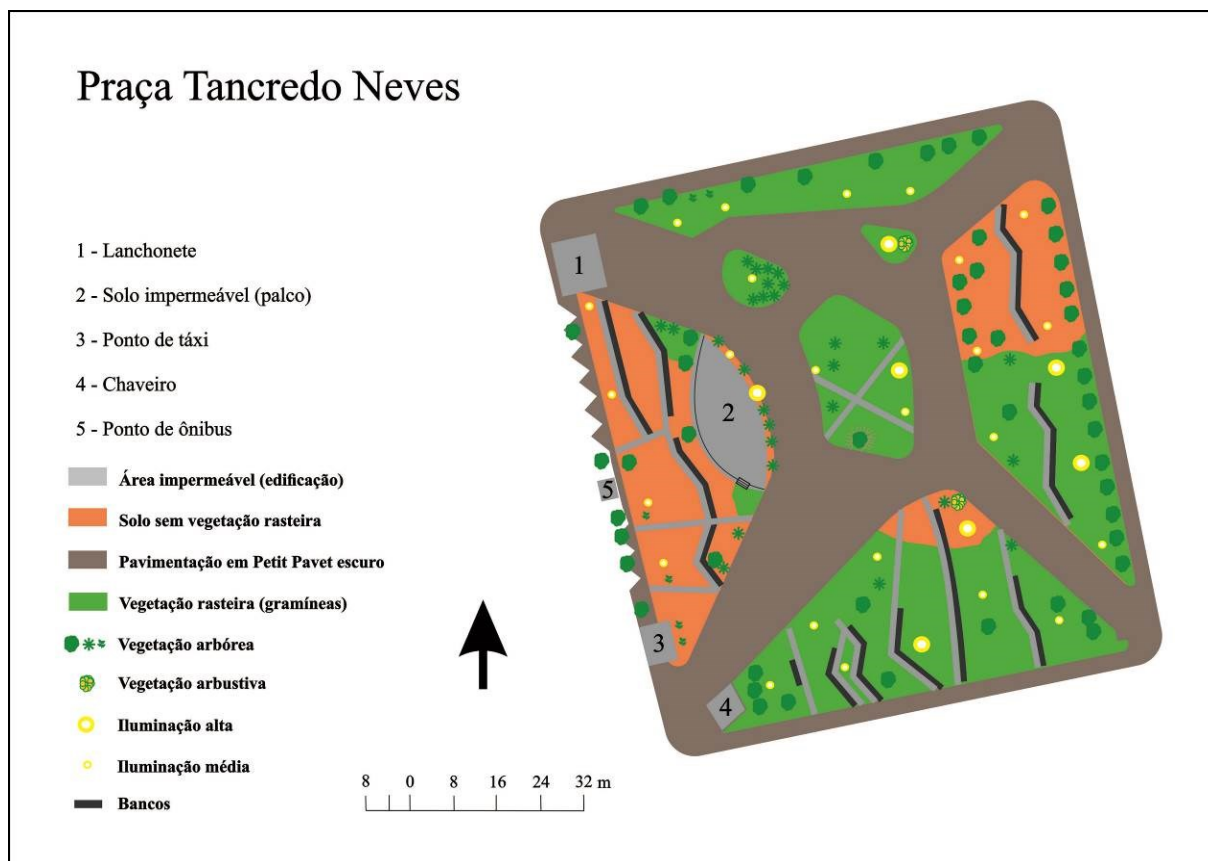 Praça Tancredo Neves
1 - Lanchonete
2 - Solo impermeável (palco)
3 - Ponto de táxi
4 - Chaveiro
5 - Ponto de ônibus
Área impermeável (edificação)
Solo sem vegetação rasteira
Pavimentação em Petit Pavet escuro
Vegetação rasteira (gramíneas)
Vegetação arbórea
Vegetação arbustiva
Iluminação alta
Iluminação média
Bancos
8 0 8 16 24 32 m
1
2
5
3
4